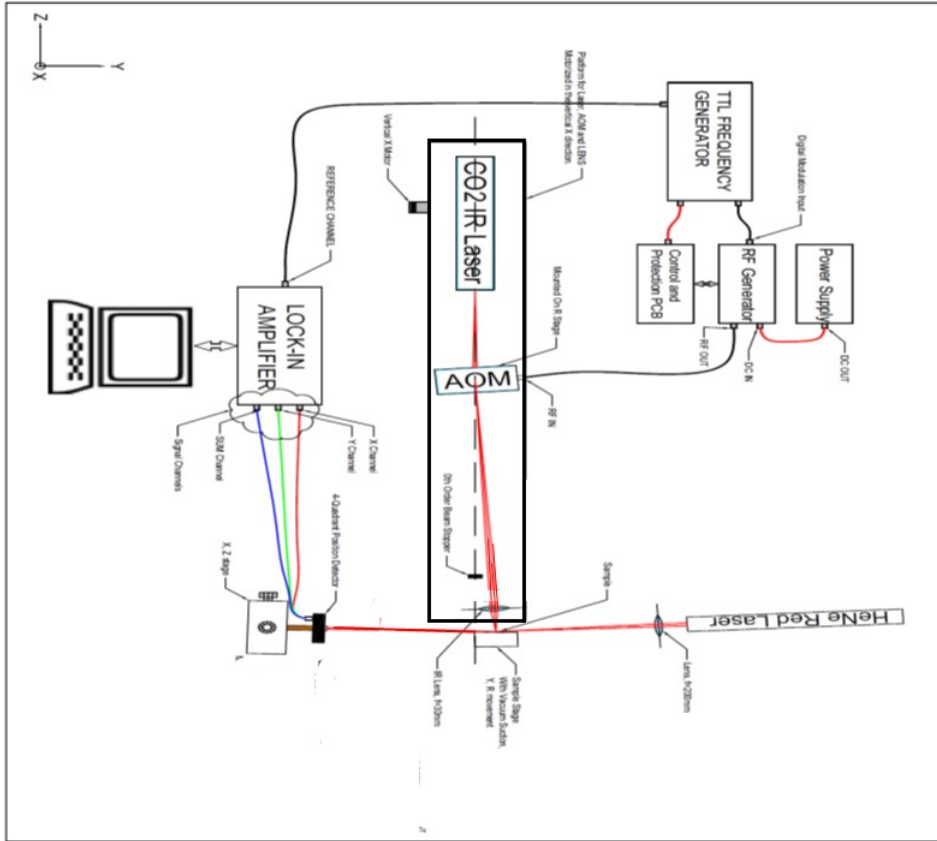 Z
X
Y
Platform for Laser, AOM and LENS
Motorized in the vertical X direction.
Vertical X Motor
CO2 IR Laser
TTL FREQUENCY
GENERATOR
Digital Modulation Input
Power Supply
RF Generator
Control and
Protection PCB
DC OUT
DC IN
RF OUT
REFERENCE CHANNEL
LOCK-IN
AMPLIFIER
Mounted On R Stage
AOM
RF IN
X Channel
Y Channel
SUM Channel
Signal Channels
0th Order Beam Stopper
4-Quadrant Position Detector
X, Z stage
Sample
HeNe Red Laser
Lens, f=200mm
IR Lens, f=30mm
Sample Stage
With Vacuum Suction,
Y, R movement